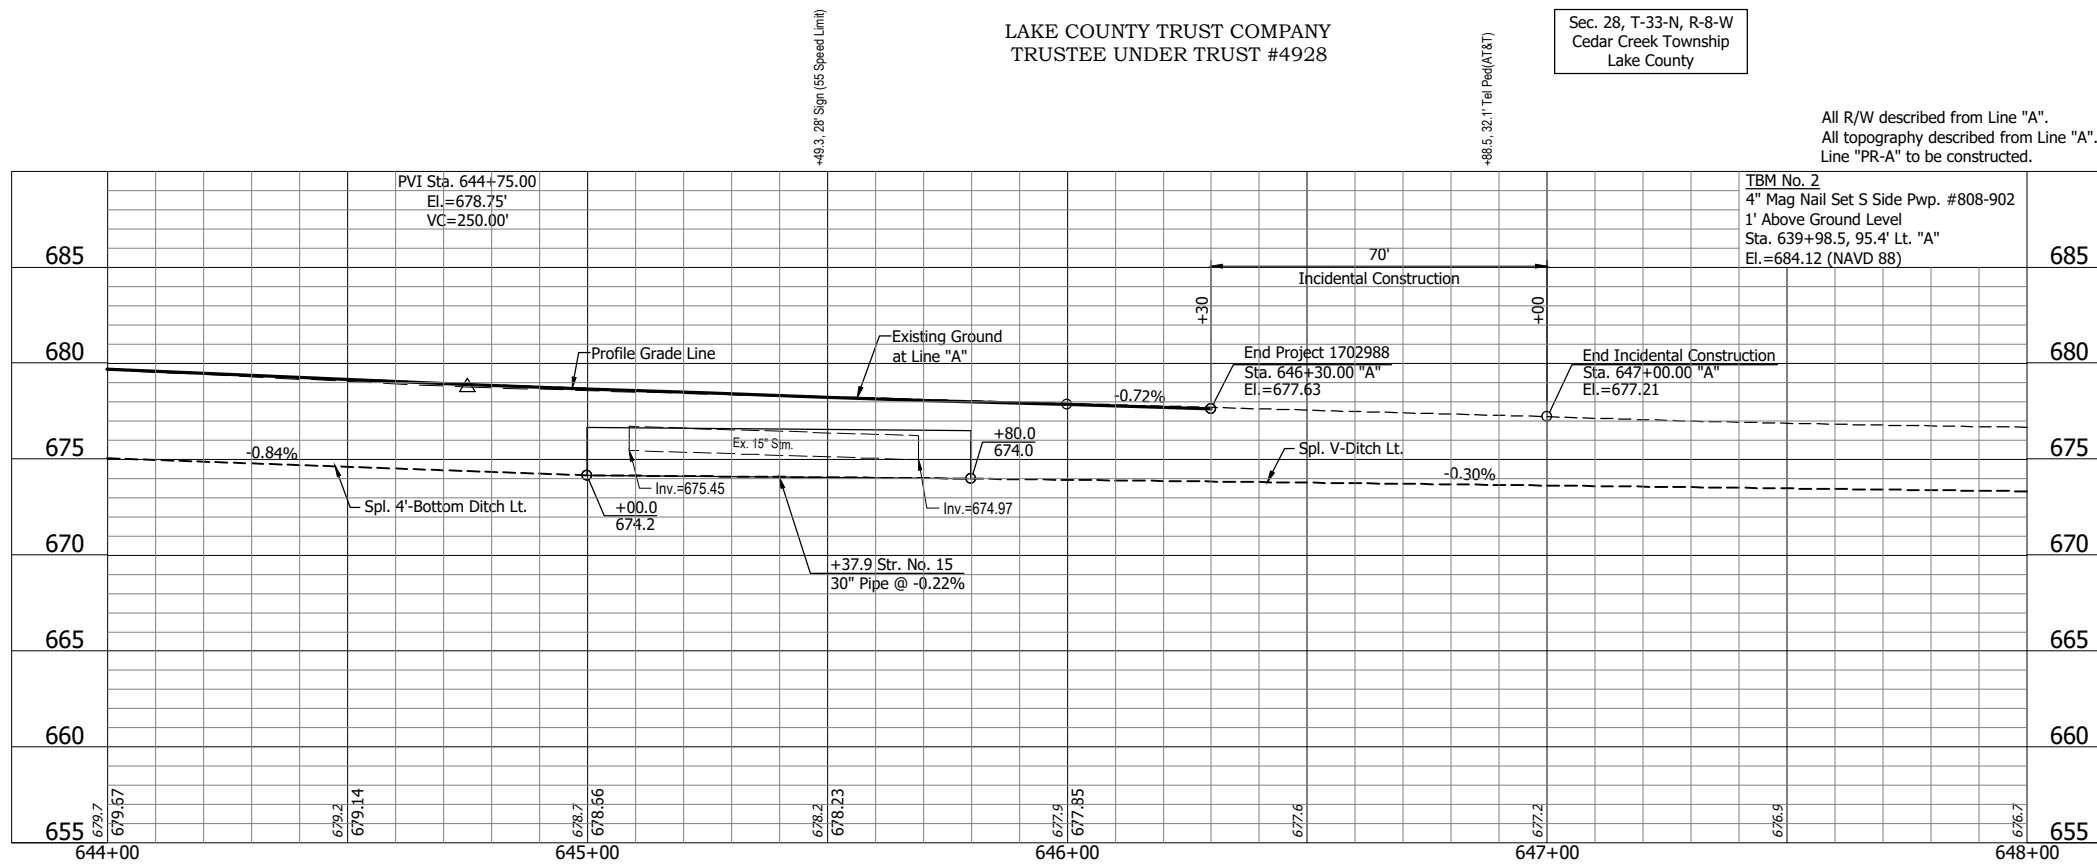 LAKE COUNTY TRUST COMPANY
TRUSTEE UNDER TRUST #4928
Sec. 28, T-33-N, R-8-W
Cedar Creek Township
Lake County
+49.3, 28' Sign (55 Speed Limit)
+88.5, 32.1' Tel Ped(AT&T)
All R/W described from Line "A".
All topography described from Line "A".
Line "PR-A" to be constructed.
PVI Sta. 644+75.00
El.=678.75'
VC=250.00'
TBM No. 2
4" Mag Nail Set S Side Pwp. #808-902
1' Above Ground Level
Sta. 639+98.5, 95.4' Lt. "A"
El.=684.12 (NAVD 88)
685
70'
685
Incidental Construction
+30
+00
Existing Ground
at Line "A"
Profile Grade Line
680
End Project 1702988
Sta. 646+30.00 "A"
El.=677.63
End Incidental Construction
Sta. 647+00.00 "A"
El.=677.21
680
-0.72%
675
-0.84%
Ex. 15" Stm.
+80.0
674.0
Spl. V-Ditch Lt.
-0.30%
675
Inv.=675.45
Spl. 4'-Bottom Ditch Lt.
+00.0
674.2
Inv.=674.97
670
670
+37.9 Str. No. 15
30" Pipe @ -0.22%
665
665
660
660
679.7
679.67
679.2
679.14
678.7
678.66
678.2
678.23
677.9
677.85
677.6
677.2
676.9
676.7
655
655
644+00
645+00
646+00
647+00
648+00